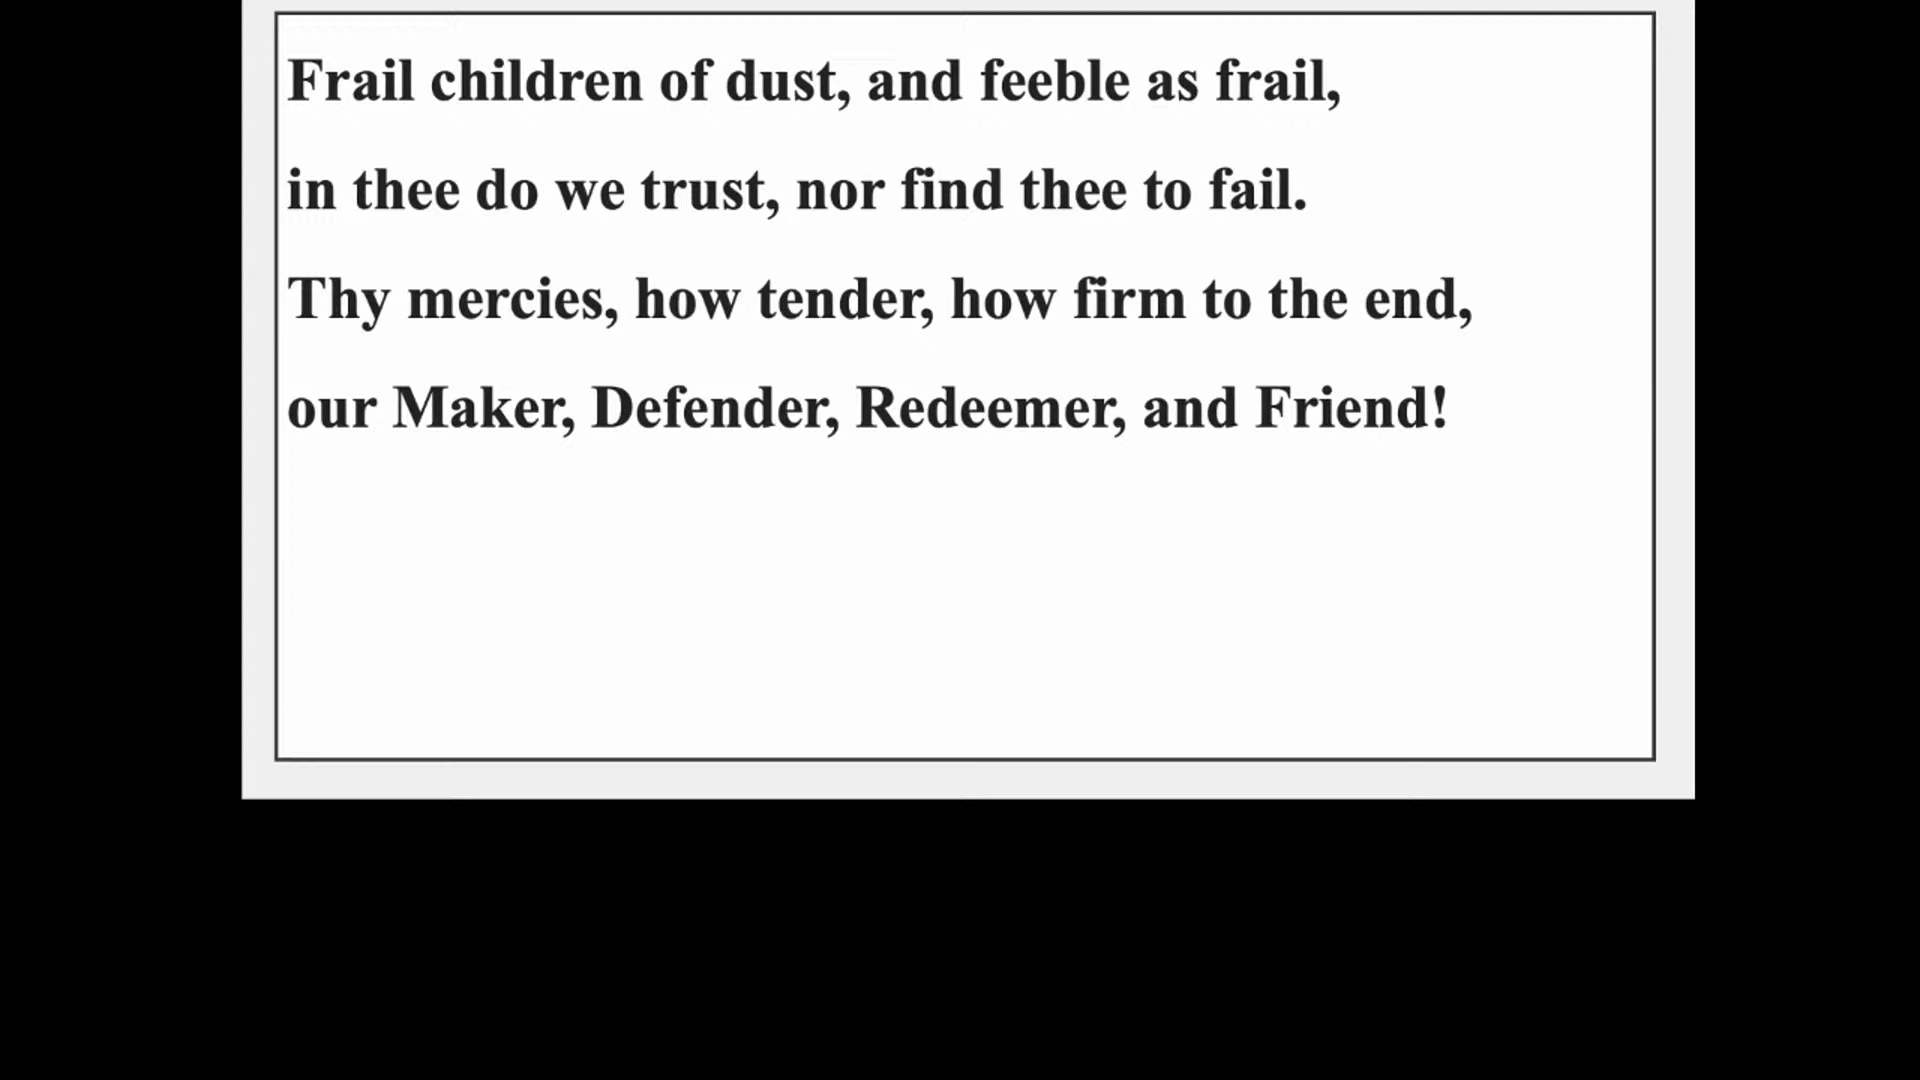 Frail children of dust, and feeble as frail,
in thee do we trust, nor find thee to fail.
Thy mercies, how tender, how firm to the end,
our Maker, Defender, Redeemer, and Friend!